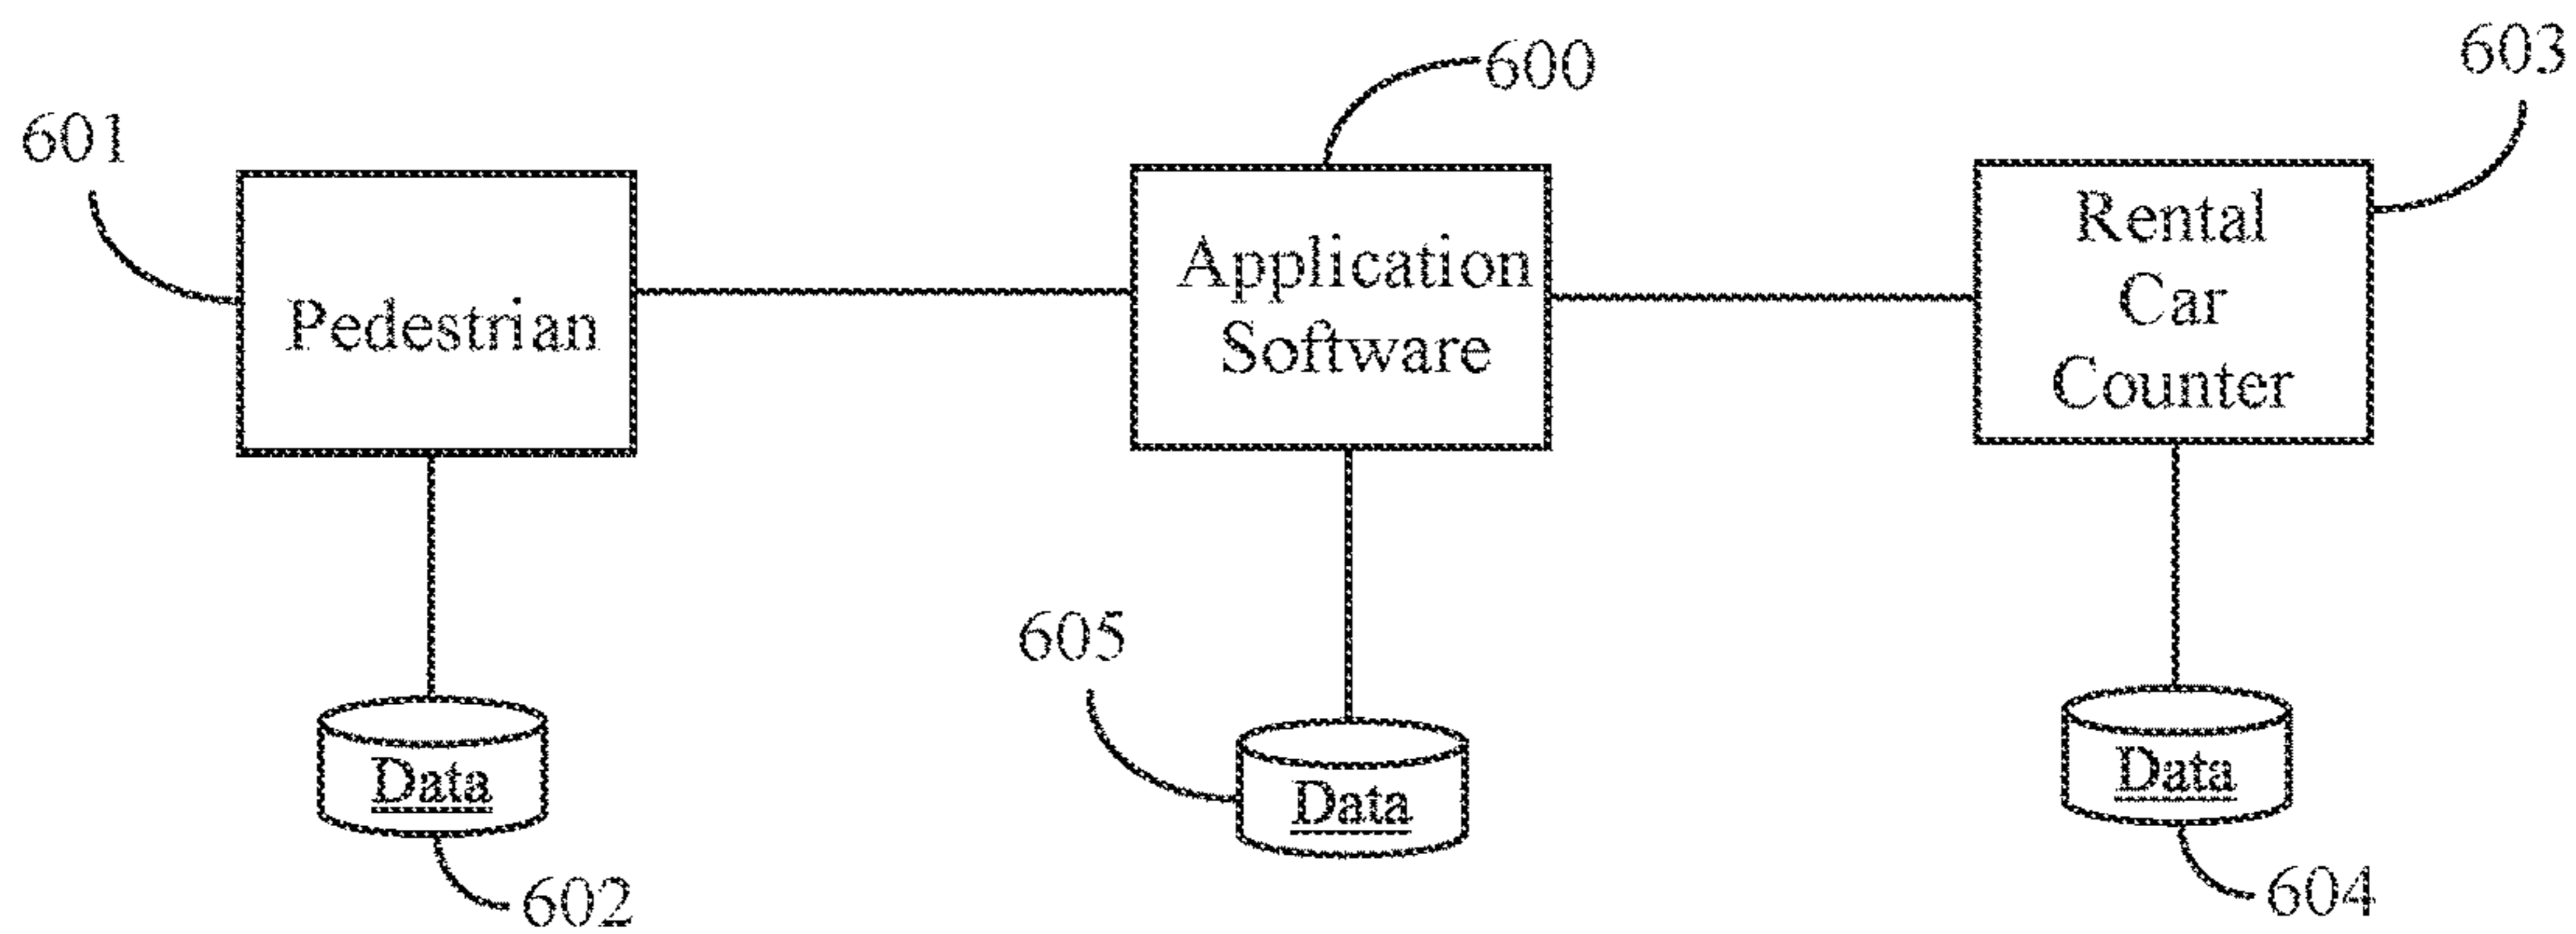 600
603
601
Pedestrian
Application
Software
Rental
Car
Counter
605
Data
Data
Data
602
604